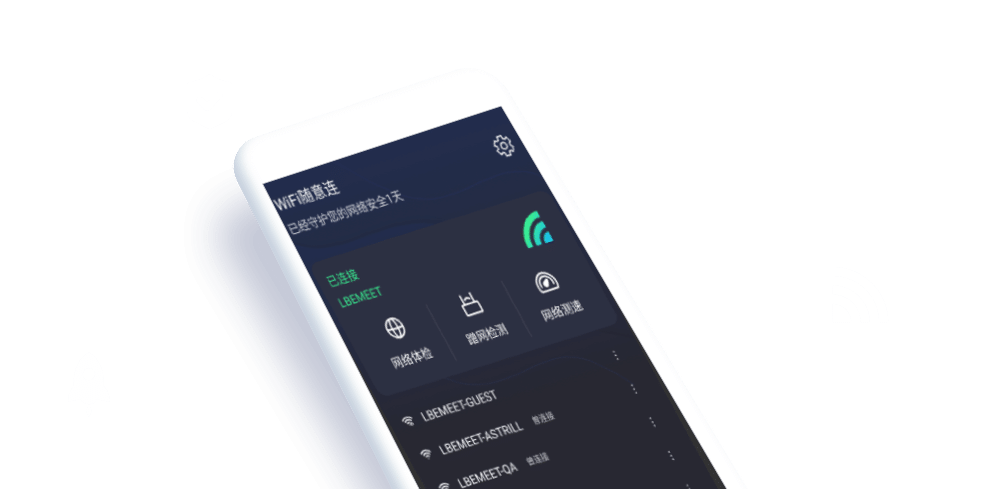 WiFi随意连
已经守护您的网络安全1天
已连接
LBEMEET
网络体检
蹭网检测
网络测速
LBEMEET-GUEST
LBEMEET-ASTRILL 曾连接
LBEMEET-QA 曾连接